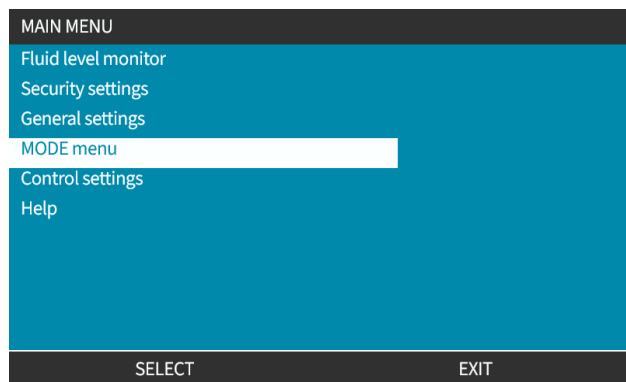 MAIN MENU
Fluid level monitor
Security settings
General settings
MODE menu
Control settings
Help
SELECT EXIT